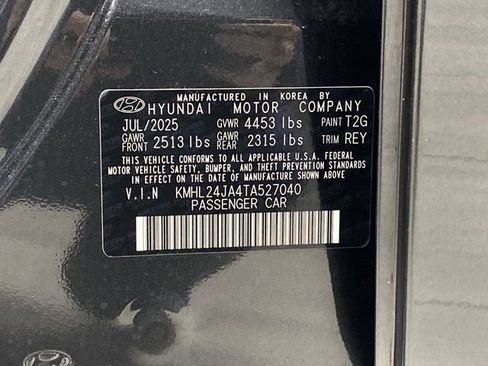 MANUFACTURED IN KOREA BY
HYUNDAI MOTOR COMPANY
JUL/2025 GVWR 4453 lbs PAINT T2G
GAWR FRONT 2513 lbs GAWR REAR 2315 lbs TRIM REY
THIS VEHICLE CONFORMS TO ALL APPLICABLE U.S.A. FEDERAL
MOTOR VEHICLE SAFETY, BUMPER, AND THEFT PREVENTION STANDARDS
IN EFFECT ON THE DATE OF MANUFACTURE SHOWN ABOVE.
V.I.N KMHL24JA4TA527040
PASSENGER CAR